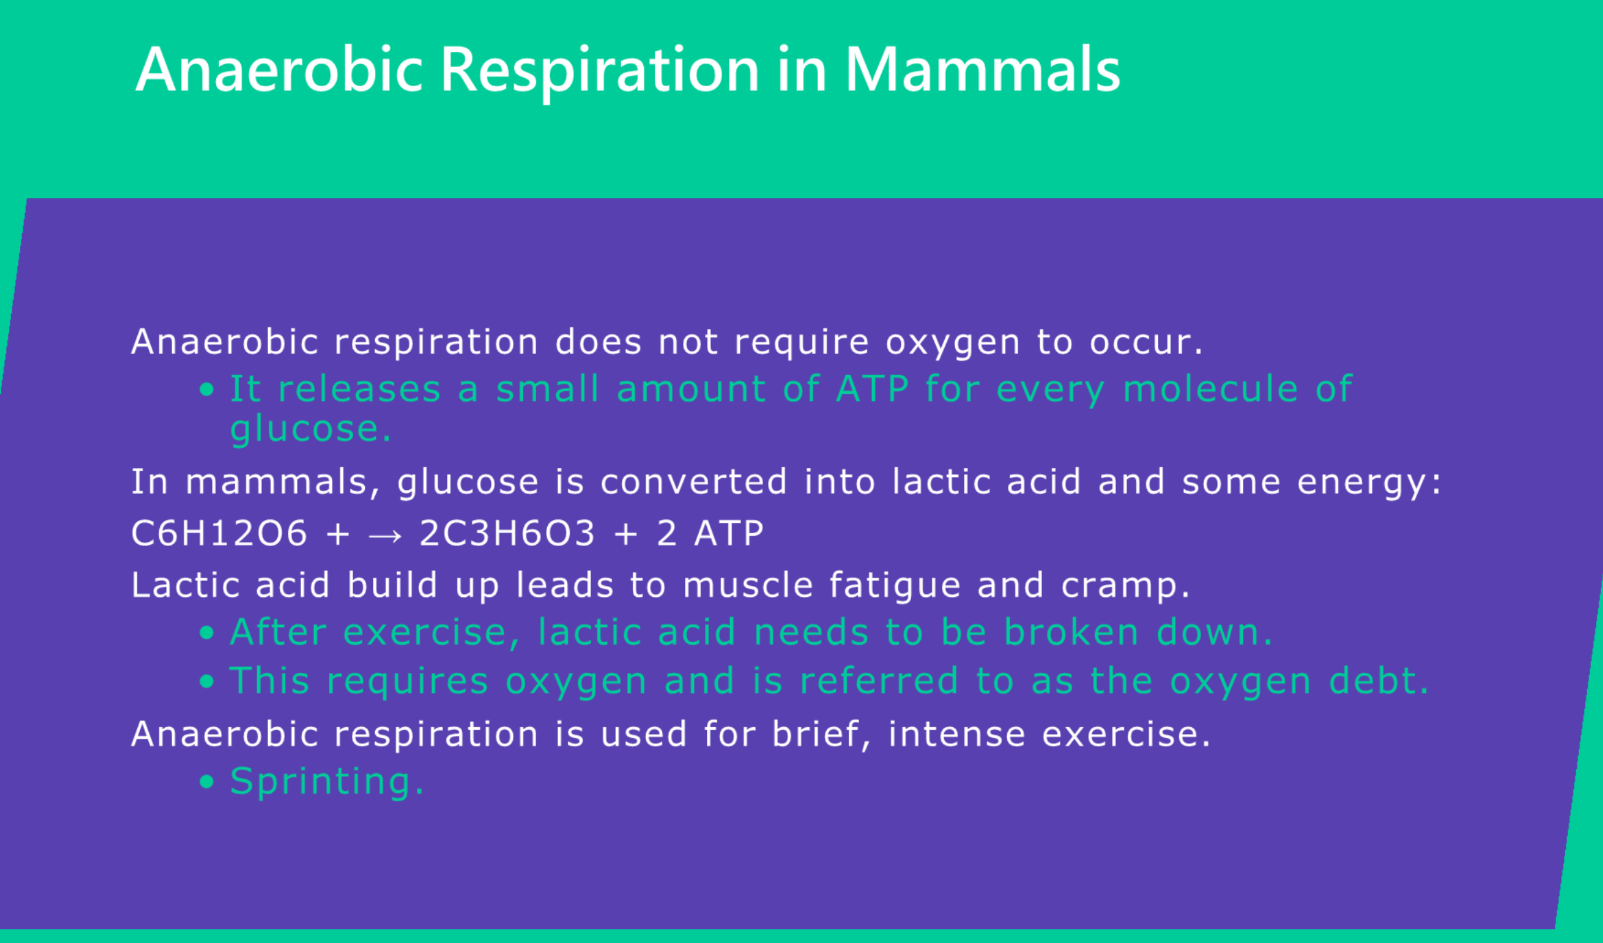 Anaerobic Respiration in Mammals
Anaerobic respiration does not require oxygen to occur.
• It releases a small amount of ATP for every molecule of
glucose.
In mammals, glucose is converted into lactic acid and some energy:
C6H12O6 + → 2C3H6O3 + 2 ATP
Lactic acid build up leads to muscle fatigue and cramp.
• After exercise, lactic acid needs to be broken down.
• This requires oxygen and is referred to as the oxygen debt.
Anaerobic respiration is used for brief, intense exercise.
• Sprinting.